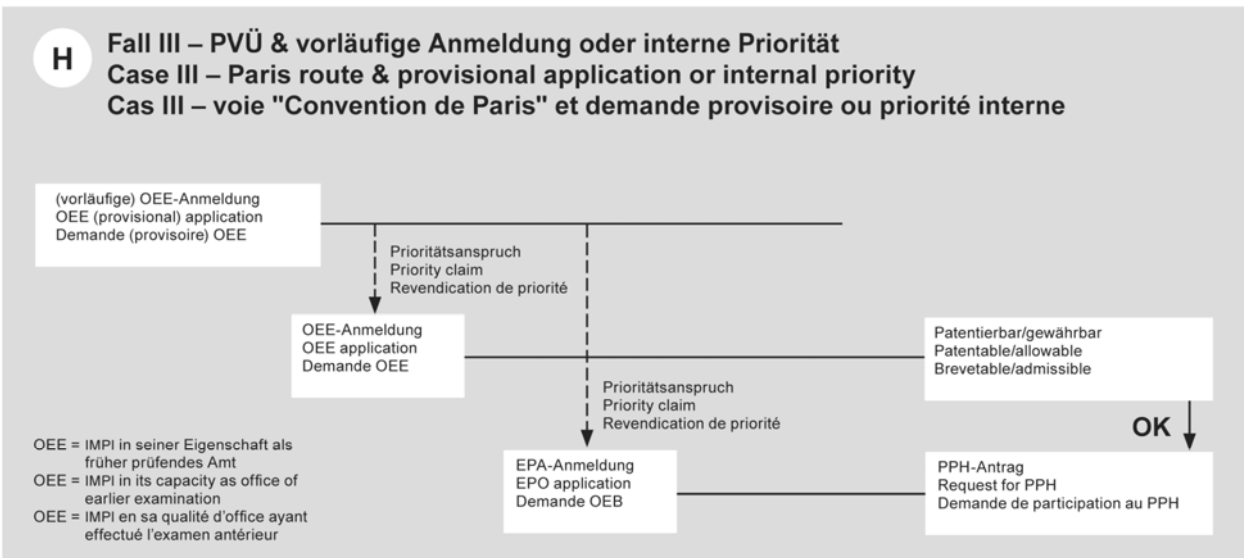 H
Fall III – PVÜ & vorläufige Anmeldung oder interne Priorität
Case III – Paris route & provisional application or internal priority
Cas III – voie "Convention de Paris" et demande provisoire ou priorité interne
(vorläufige) OEE-Anmeldung
OEE (provisional) application
Demande (provisoire) OEE
Prioritätsanspruch
Priority claim
Revendication de priorité
OEE-Anmeldung
OEE application
Demande OEE
Patentierbar/gewährbar
Patentable/allowable
Brevetable/admissible
Prioritätsanspruch
Priority claim
Revendication de priorité
OK
OEE = IMPI in seiner Eigenschaft als
früher prüfendes Amt
OEE = IMPI in its capacity as office of
earlier examination
OEE = IMPI en sa qualité d'office ayant
effectué l'examen antérieur
EPA-Anmeldung
EPO application
Demande OEB
PPH-Antrag
Request for PPH
Demande de participation au PPH